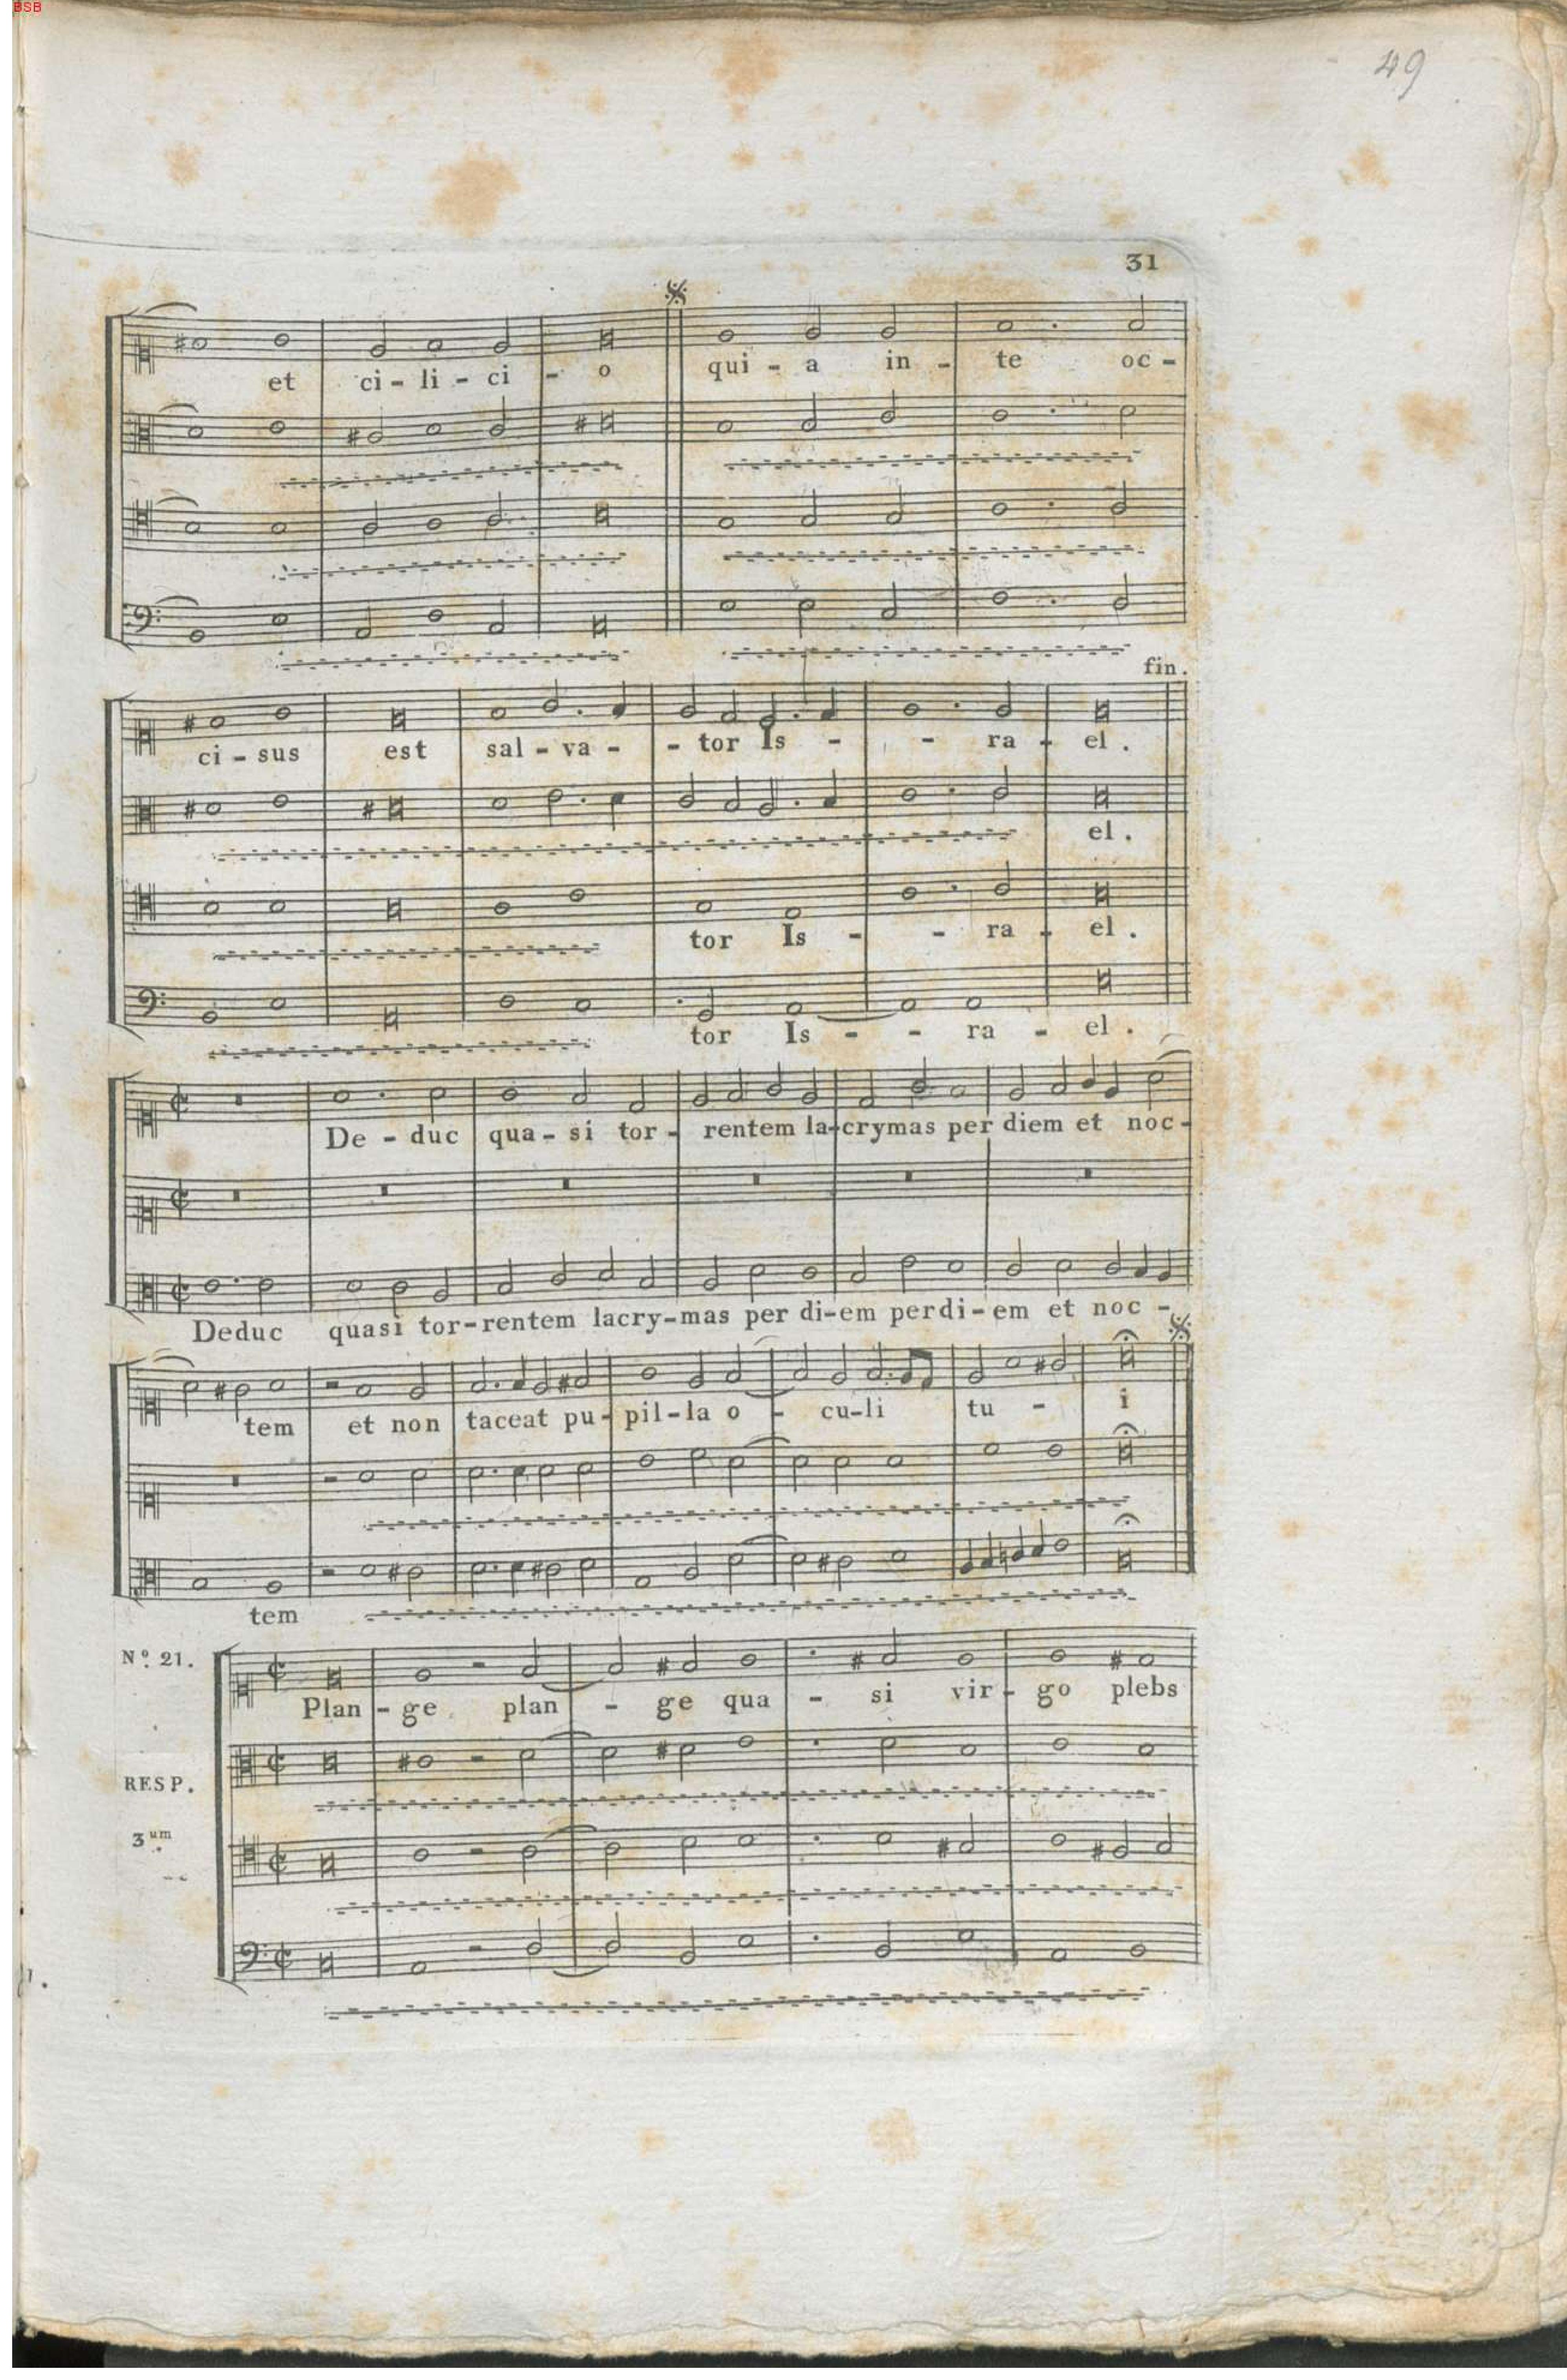 BSB
49
31
et ci - li - ci - o qui - a in - te oc -
fin.
ci - sus est sal - va - - tor Is - - ra - el .
el .
tor Is - - ra - el .
tor Is - - ra - el .
De - duc qua - si tor - rentem la-crymas per diem et noc -
Deduc quasi tor-rentem lacry-mas per di-em perdi-em et noc -
tem et non taceat pu-pil-la o - cu-li tu - i
tem
Nº. 21.
Plan - ge plan - ge qua - si vir - go plebs
RESP.
3um